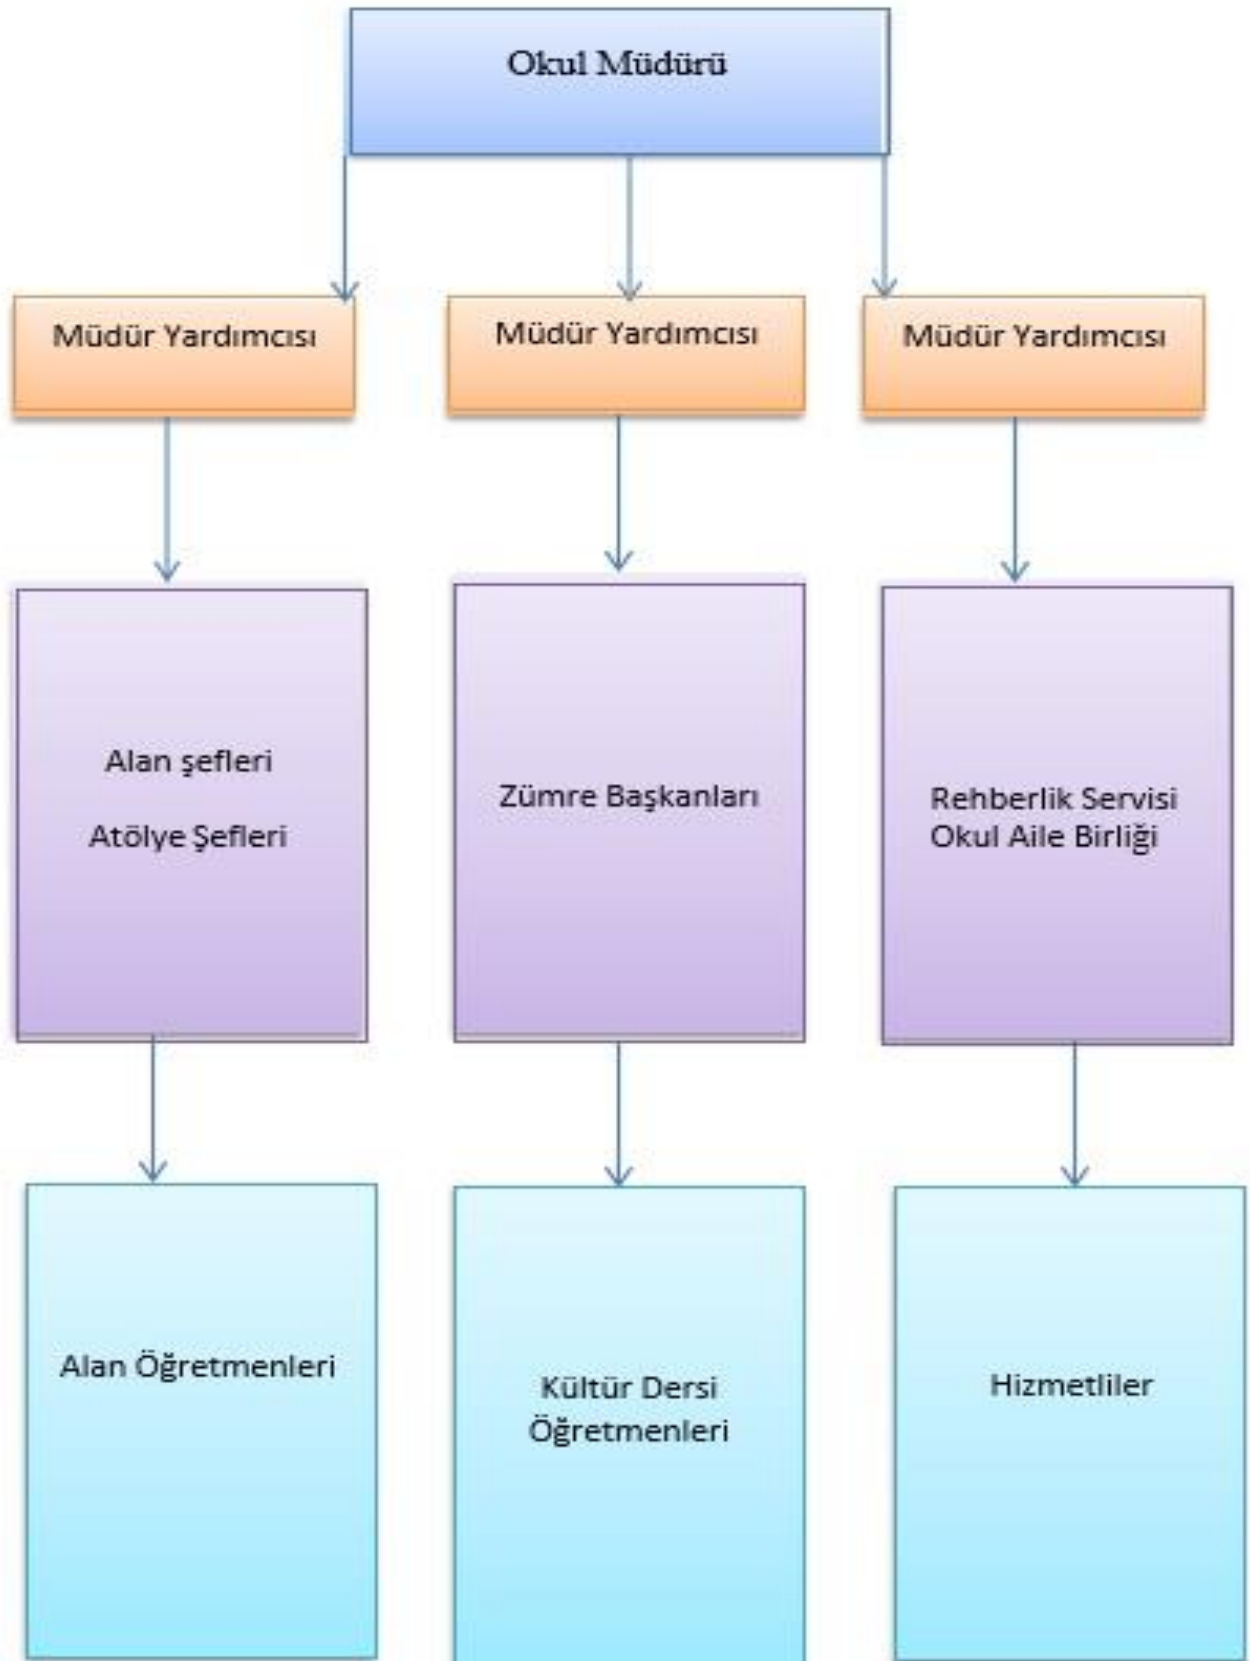 Okul Müdürü
Müdür Yardımcısı
Müdür Yardımcısı
Müdür Yardımcısı
Alan şefleri
Atölye Şefleri
Zümre Başkanları
Rehberlik Servisi
Okul Aile Birliği
Alan Öğretmenleri
Kültür Dersi
Öğretmenleri
Hizmetliler